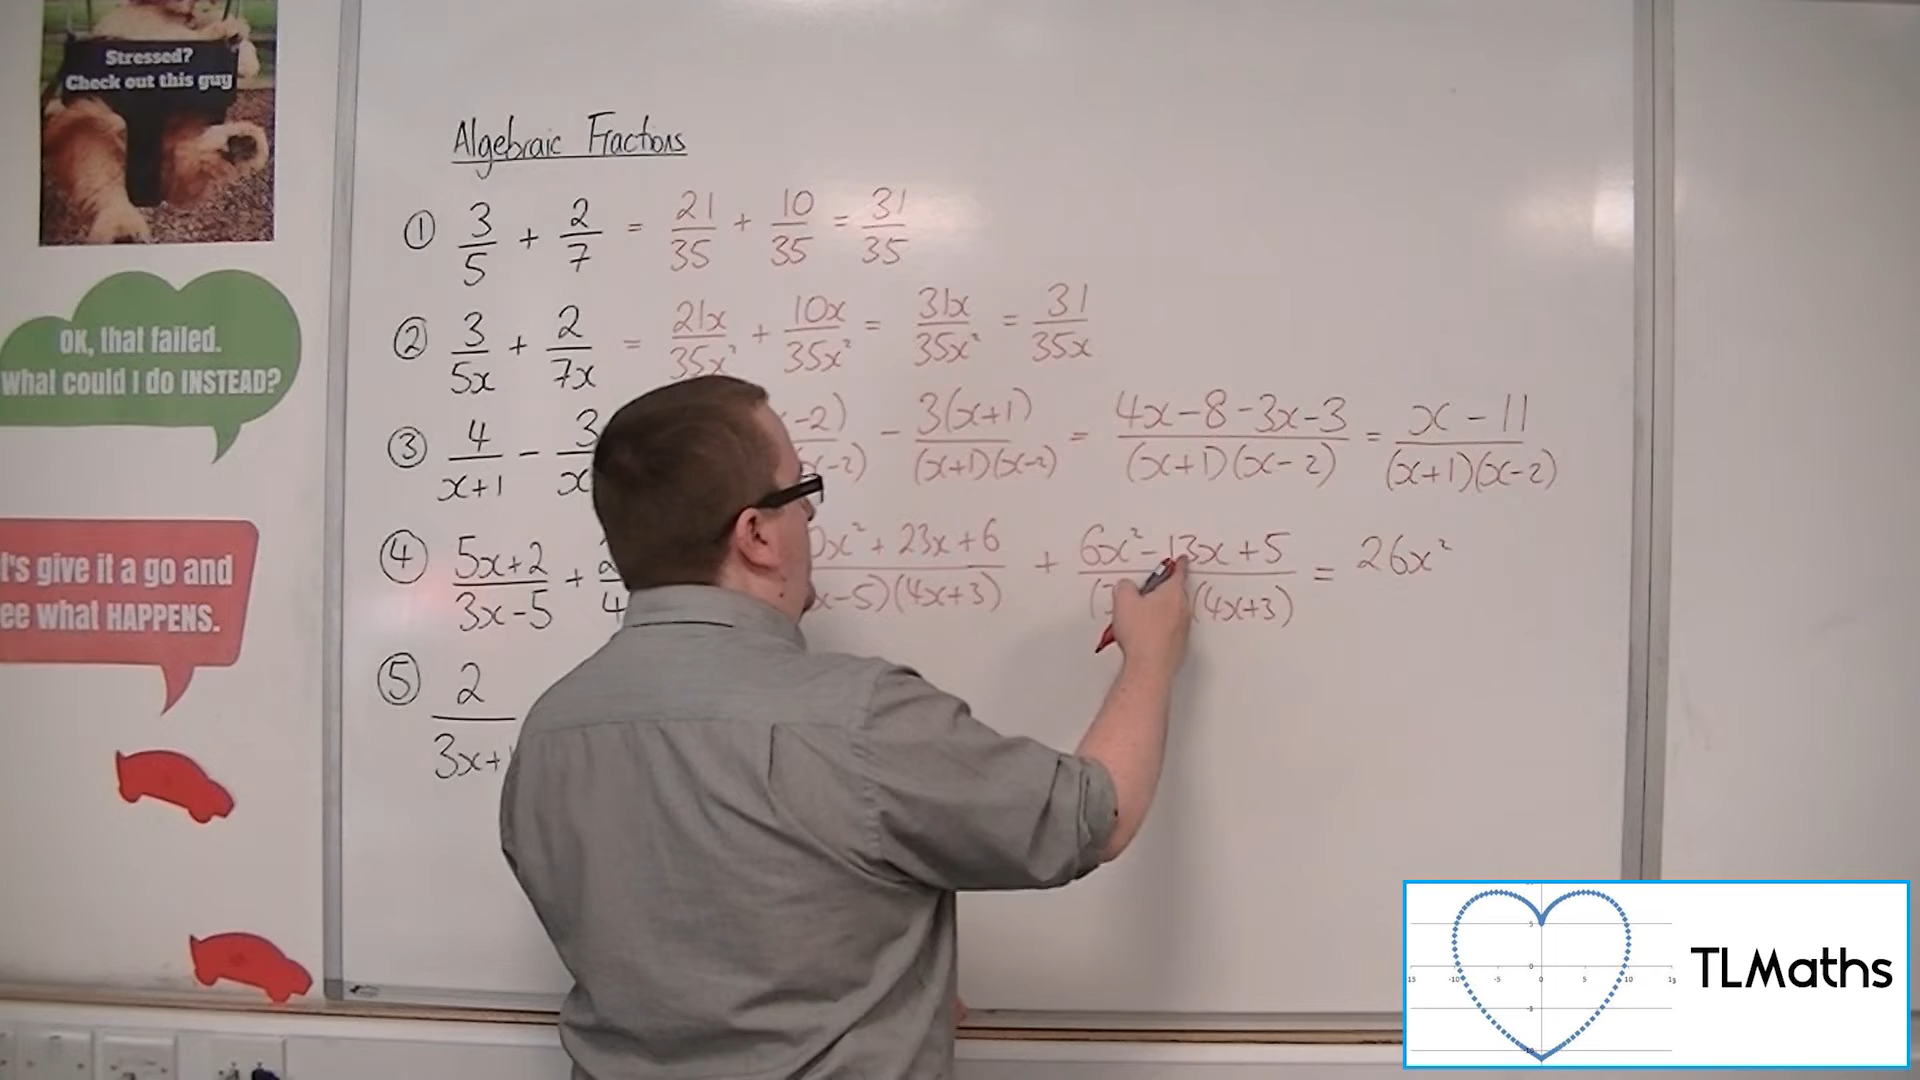 Stressed?
Check out this guy
OK, that failed.
What could I do INSTEAD?
t's give it a go and
ee what HAPPENS.
Algebraic Fractions
① 3/5 + 2/7 = 21/35 + 10/35 = 31/35
② 3/5x + 2/7x = 21x/35x² + 10x/35x² = 31x/35x² = 31/35x
③ 4/x+1 - 3/x -2)/x-2) - 3(x+1)/(x+1)(x-2) = 4x-8-3x-3/(x+1)(x-2) = x-11/(x+1)(x-2)
④ 5x+2/3x-5 + 2/4 0x²+23x+6/x-5)(4x+3) + 6x²-13x+5/(4x+3) = 26x²
⑤ 2/3x+
TLMaths